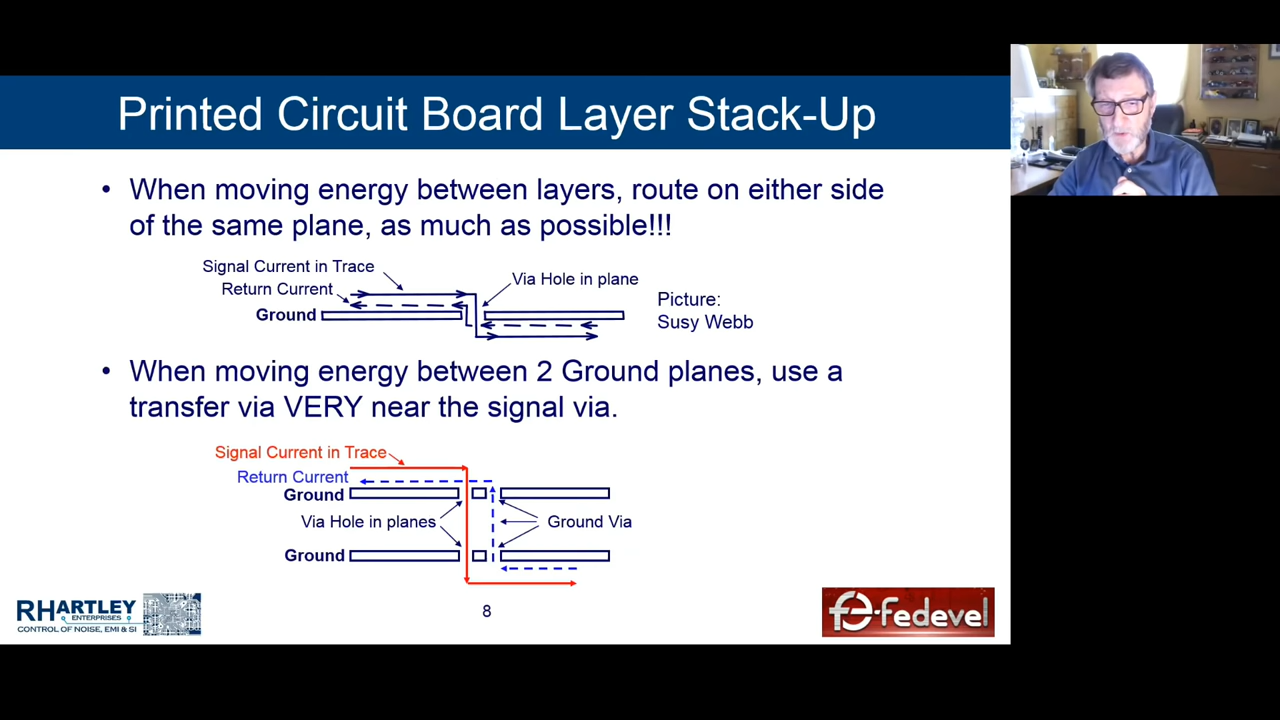 Printed Circuit Board Layer Stack-Up
• When moving energy between layers, route on either side
of the same plane, as much as possible!!!
Signal Current in Trace
Return Current
Ground
Via Hole in plane
Picture:
Susy Webb
• When moving energy between 2 Ground planes, use a
transfer via VERY near the signal via.
Signal Current in Trace
Return Current
Ground
Via Hole in planes
Ground Via
Ground
RHARTLEY
ENTERPRISES
CONTROL OF NOISE, EMI & SI
8
fe-fedevel